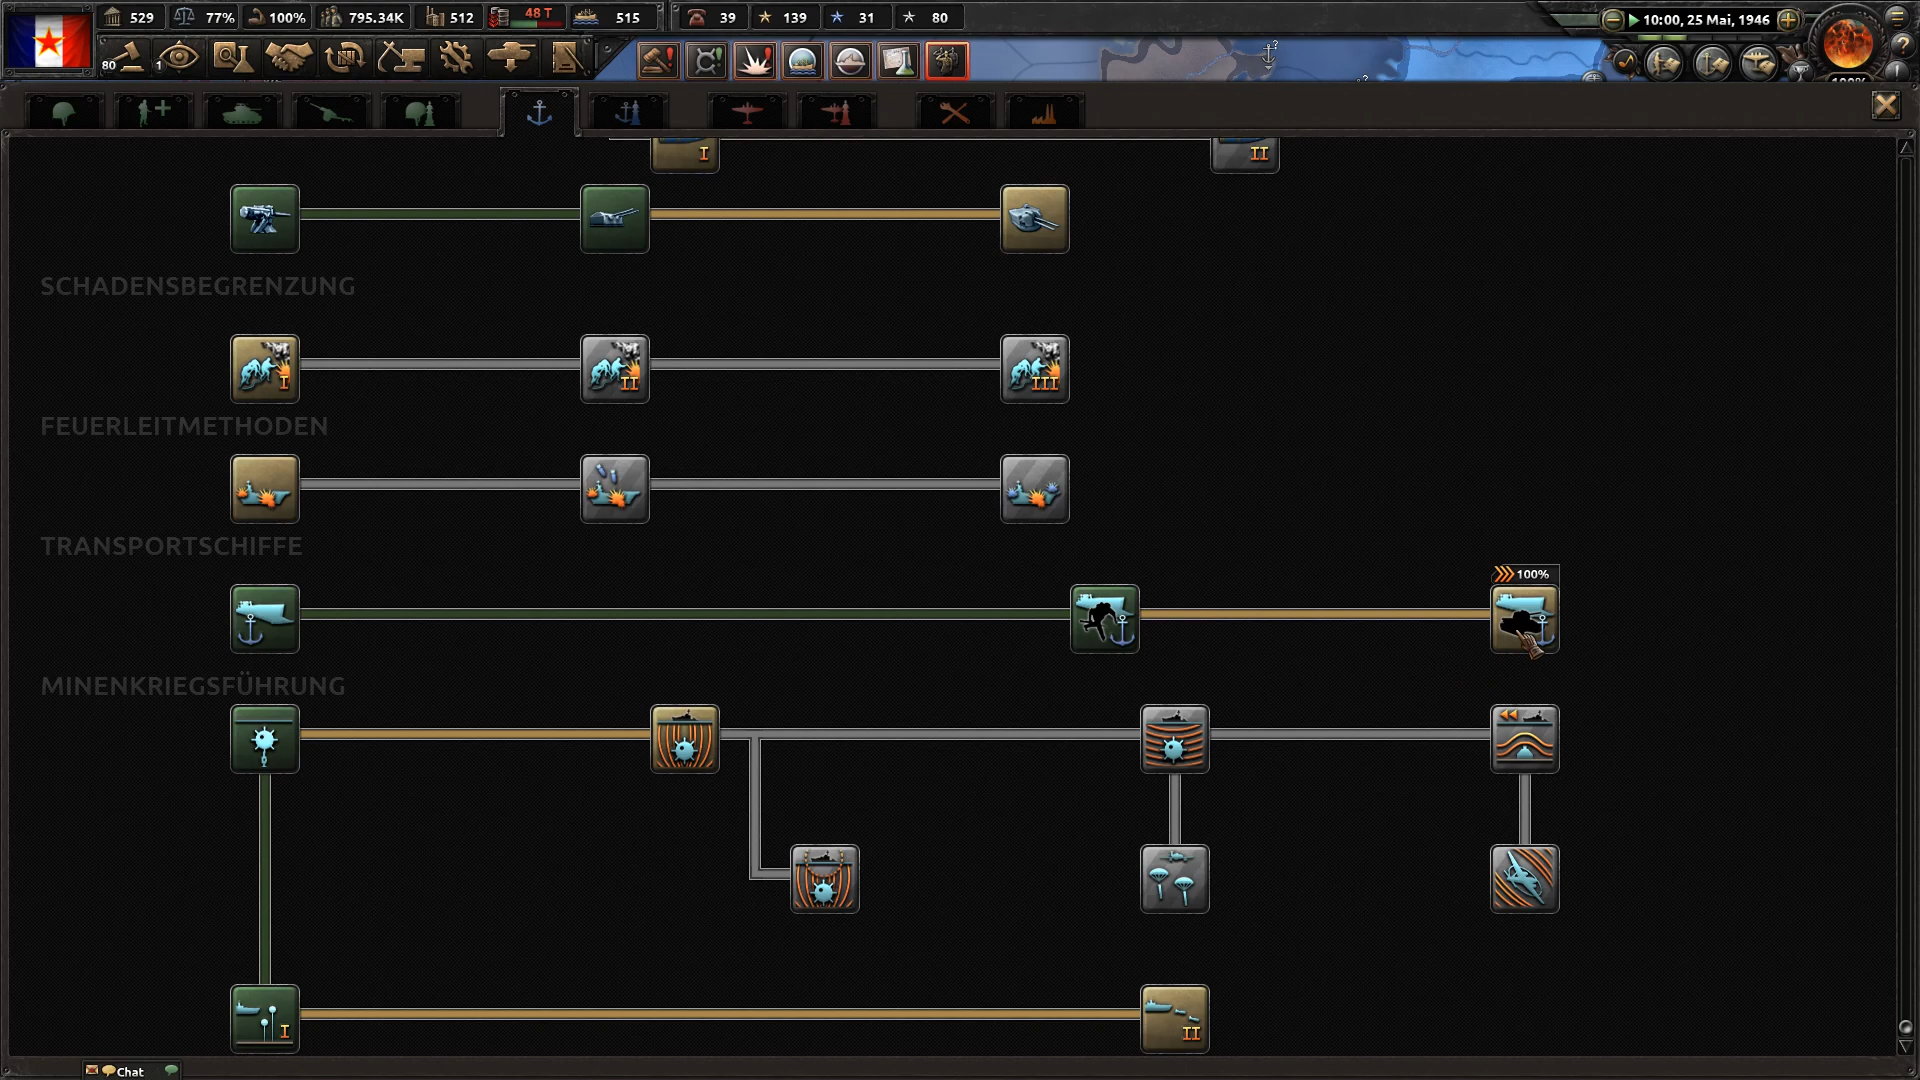 529 77% 100% 795.34K 512 48 T 515 39 139 31 80 10:00, 25 Mai, 1946
80 1
I II
SCHADENSBEGRENZUNG
I II III
FEUERLEITMETHODEN
TRANSPORTSCHIFFE
100%
MINENKRIEGSFÜHRUNG
I II
Chat